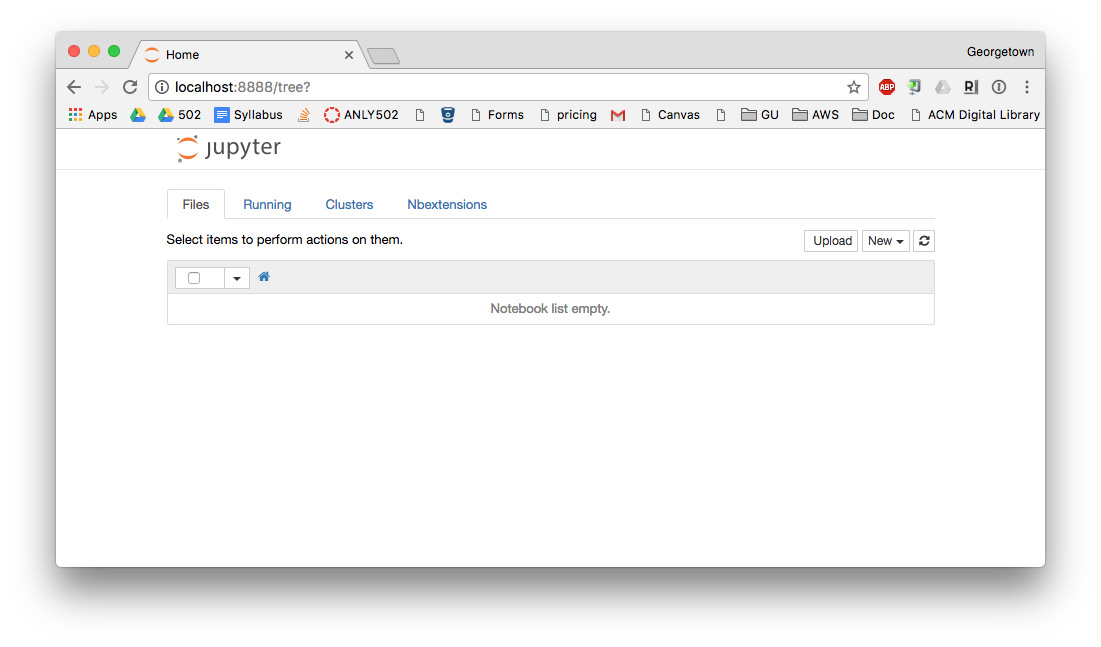 Home
Georgetown
localhost:8888/tree?
ABP
R
Apps 502 Syllabus ANLY502 Forms pricing Canvas GU AWS Doc ACM Digital Library
jupyter
Files Running Clusters Nbextensions
Select items to perform actions on them.
Upload New
Notebook list empty.